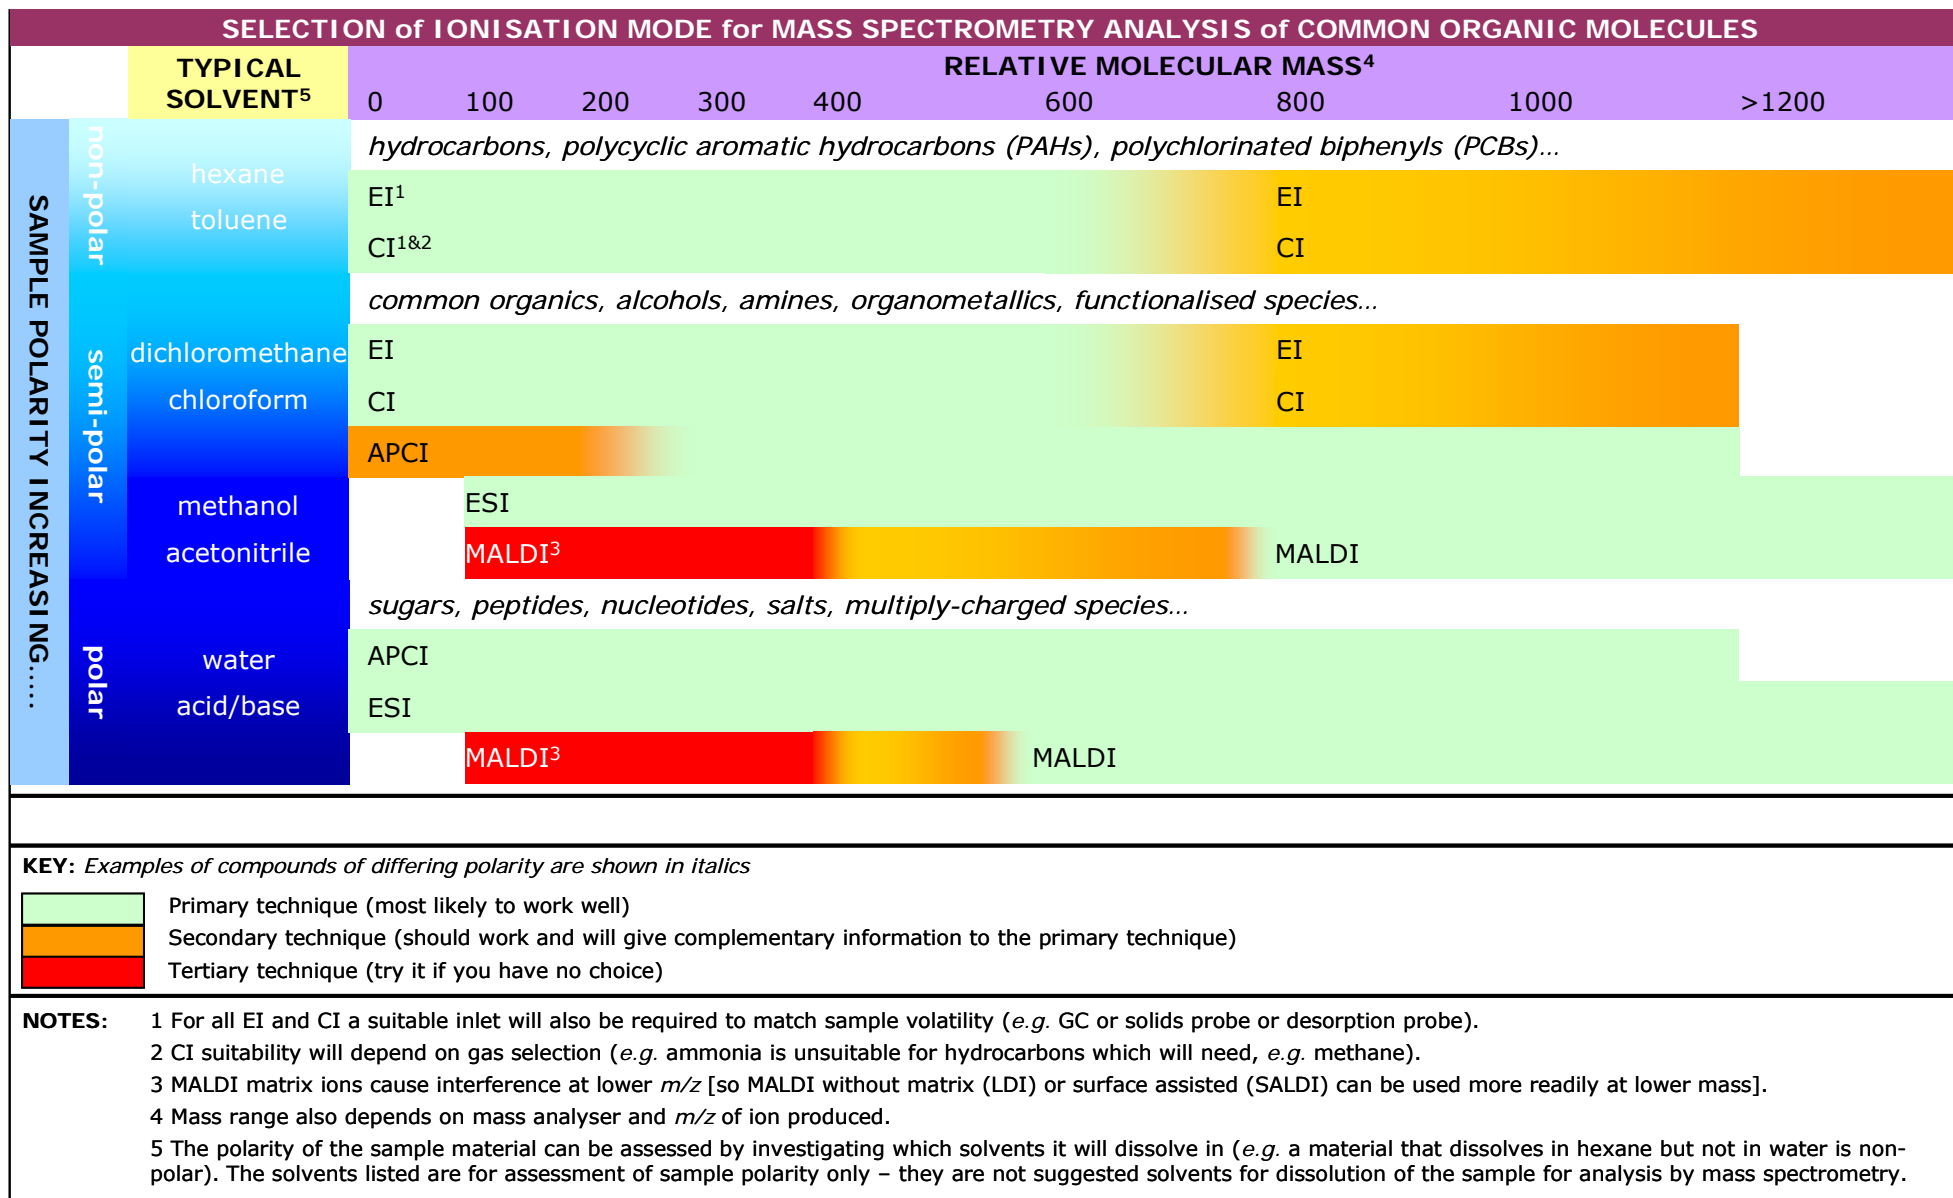 SELECTION of IONISATION MODE for MASS SPECTROMETRY ANALYSIS of COMMON ORGANIC MOLECULES
TYPICAL
SOLVENT⁵
RELATIVE MOLECULAR MASS⁴
0 100 200 300 400 600 800 1000 >1200
SAMPLE POLARITY INCREASING.....
non-polar
hexane
toluene
hydrocarbons, polycyclic aromatic hydrocarbons (PAHs), polychlorinated biphenyls (PCBs)...
EI¹ EI
CI¹&² CI
semi-polar
dichloromethane
chloroform
methanol
acetonitrile
common organics, alcohols, amines, organometallics, functionalised species...
EI EI
CI CI
APCI
ESI
MALDI³ MALDI
polar
water
acid/base
sugars, peptides, nucleotides, salts, multiply-charged species...
APCI
ESI
MALDI³ MALDI
KEY: Examples of compounds of differing polarity are shown in italics
Primary technique (most likely to work well)
Secondary technique (should work and will give complementary information to the primary technique)
Tertiary technique (try it if you have no choice)
NOTES: 1 For all EI and CI a suitable inlet will also be required to match sample volatility (e.g. GC or solids probe or desorption probe).
2 CI suitability will depend on gas selection (e.g. ammonia is unsuitable for hydrocarbons which will need, e.g. methane).
3 MALDI matrix ions cause interference at lower m/z [so MALDI without matrix (LDI) or surface assisted (SALDI) can be used more readily at lower mass].
4 Mass range also depends on mass analyser and m/z of ion produced.
5 The polarity of the sample material can be assessed by investigating which solvents it will dissolve in (e.g. a material that dissolves in hexane but not in water is non-
polar). The solvents listed are for assessment of sample polarity only – they are not suggested solvents for dissolution of the sample for analysis by mass spectrometry.